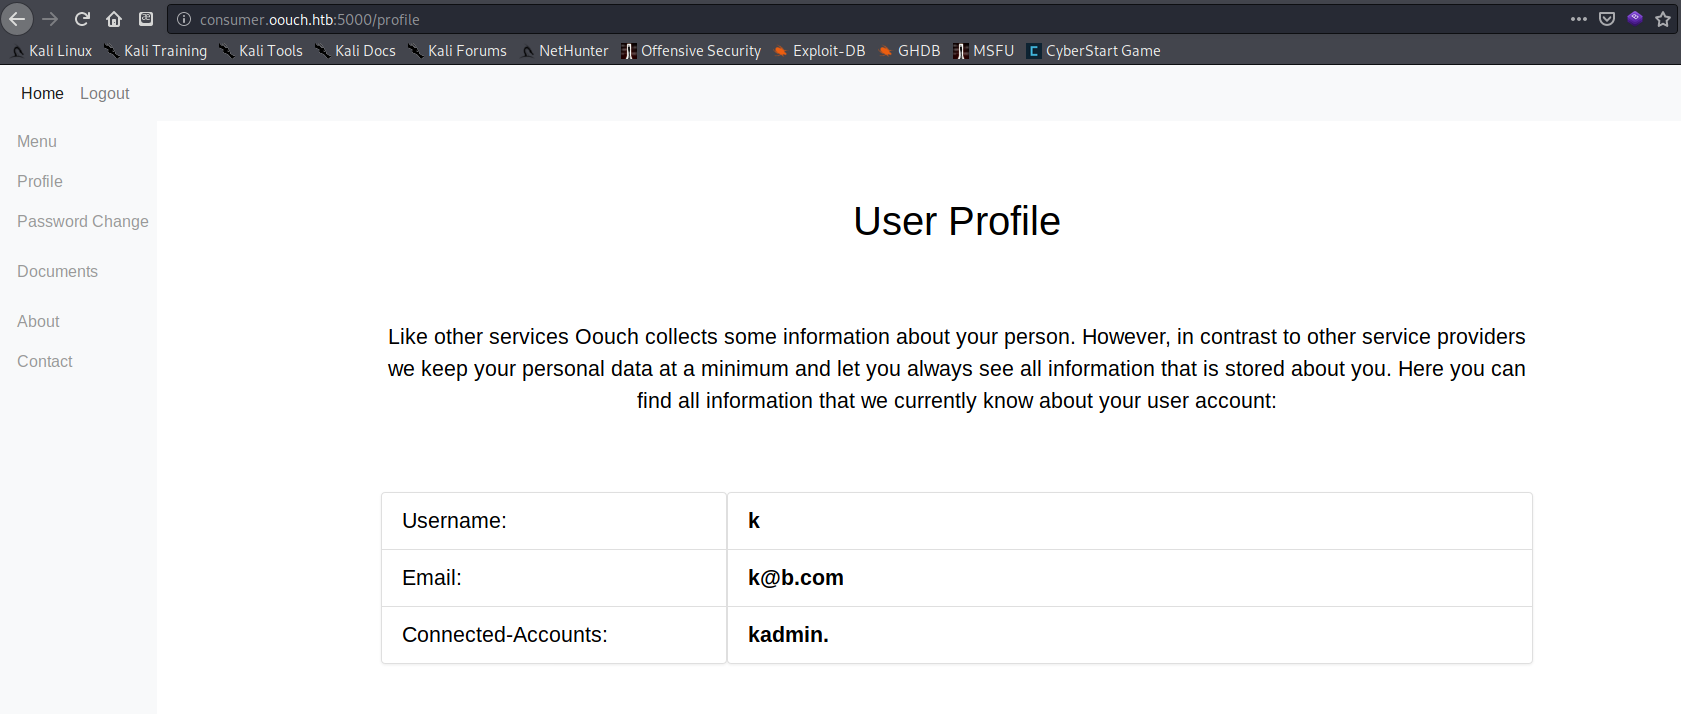 consumer.oouch.htb:5000/profile
Kali Linux Kali Training Kali Tools Kali Docs Kali Forums NetHunter Offensive Security Exploit-DB GHDB MSFU CyberStart Game
Home Logout
Menu
Profile
Password Change
Documents
About
Contact
User Profile
Like other services Oouch collects some information about your person. However, in contrast to other service providers
we keep your personal data at a minimum and let you always see all information that is stored about you. Here you can
find all information that we currently know about your user account:
Username: k
Email: k@b.com
Connected-Accounts: kadmin.